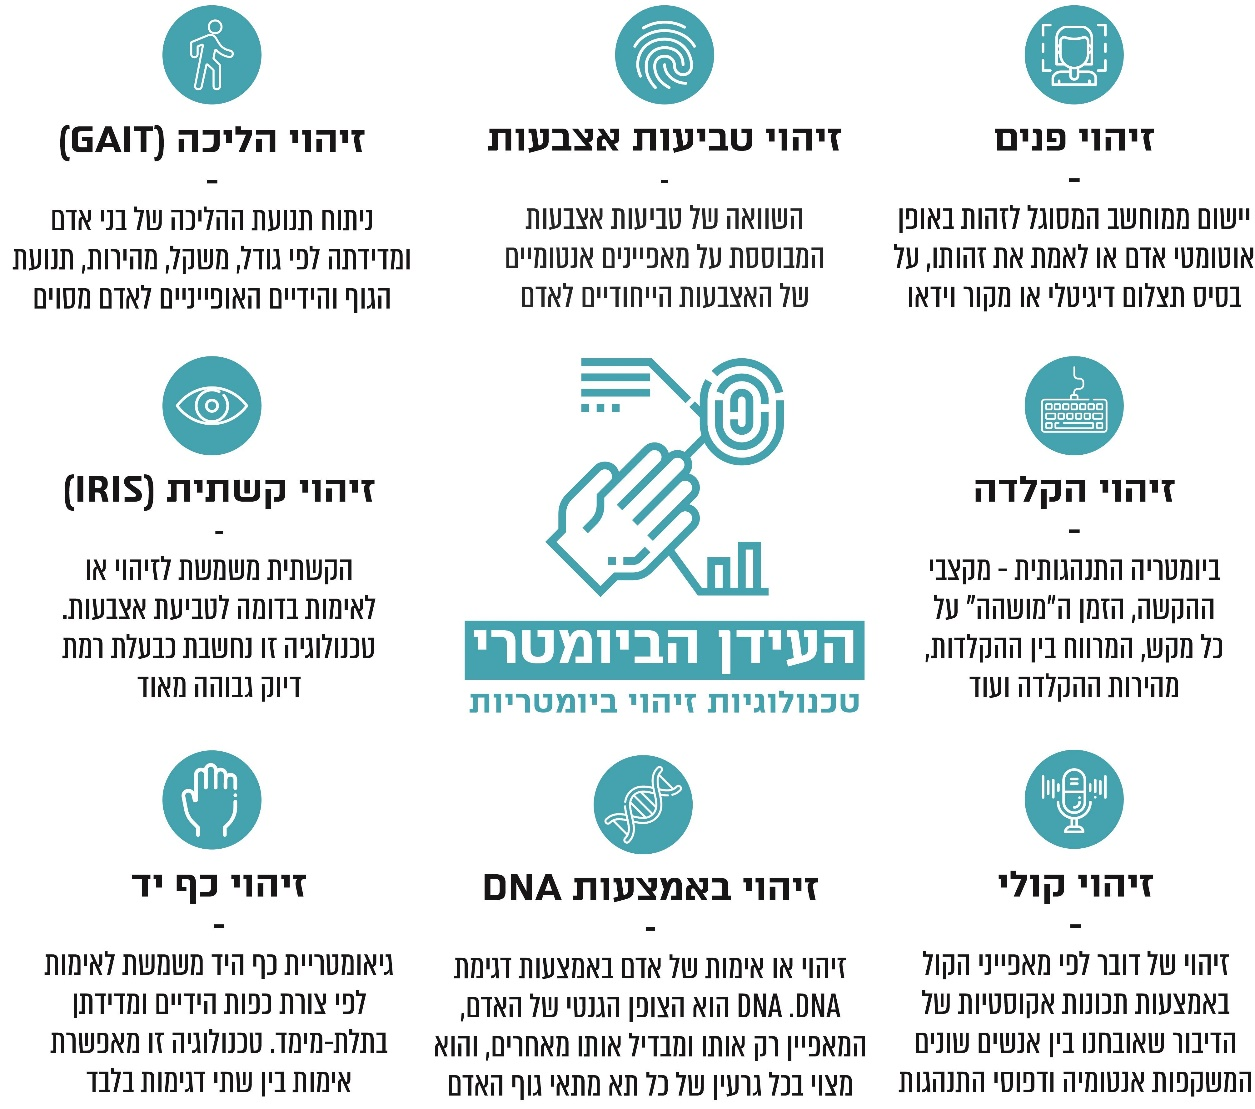 זיהוי פנים
-
יישום ממוחשב המסוגל לזהות באופן
אוטומטי אדם או לאמת את זהותו, על
בסיס תצלום דיגיטלי או מקור וידאו
זיהוי טביעות אצבעות
-
השוואה של טביעות אצבעות
המבוססת על מאפיינים אנטומיים
של האצבעות הייחודיים לאדם
זיהוי הליכה (GAIT)
-
ניתוח תנועת ההליכה של בני אדם
ומדידתה לפי גודל, משקל, מהירות, תנועת
הגוף והידיים האופייניים לאדם מסוים
זיהוי הקלדה
-
ביומטריה התנהגותית - מקצבי
ההקשה, הזמן ה"מושהה" על
כל מקש, המרווח בין ההקלדות,
מהירות ההקלדה ועוד
העידן הביומטרי
טכנולוגיות זיהוי ביומטריות
זיהוי קשתית (IRIS)
-
הקשתית משמשת לזיהוי או
לאימות בדומה לטביעת אצבעות.
טכנולוגיה זו נחשבת כבעלת רמת
דיוק גבוהה מאוד
זיהוי קולי
-
זיהוי של דובר לפי מאפייני הקול
באמצעות תכונות אקוסטיות של
הדיבור שאובחנו בין אנשים שונים
המשקפות אנטומיה ודפוסי התנהגות
זיהוי באמצעות DNA
-
זיהוי או אימות של אדם באמצעות דגימת
DNA. DNA הוא הצופן הגנטי של האדם,
המאפיין רק אותו ומבדיל אותו מאחרים, והוא
מצוי בכל גרעין של כל תא מתאי גוף האדם
זיהוי כף יד
-
גיאומטריית כף היד משמשת לאימות
לפי צורת כפות הידיים ומדידתן
בתלת-מימד. טכנולוגיה זו מאפשרת
אימות בין שתי דגימות בלבד